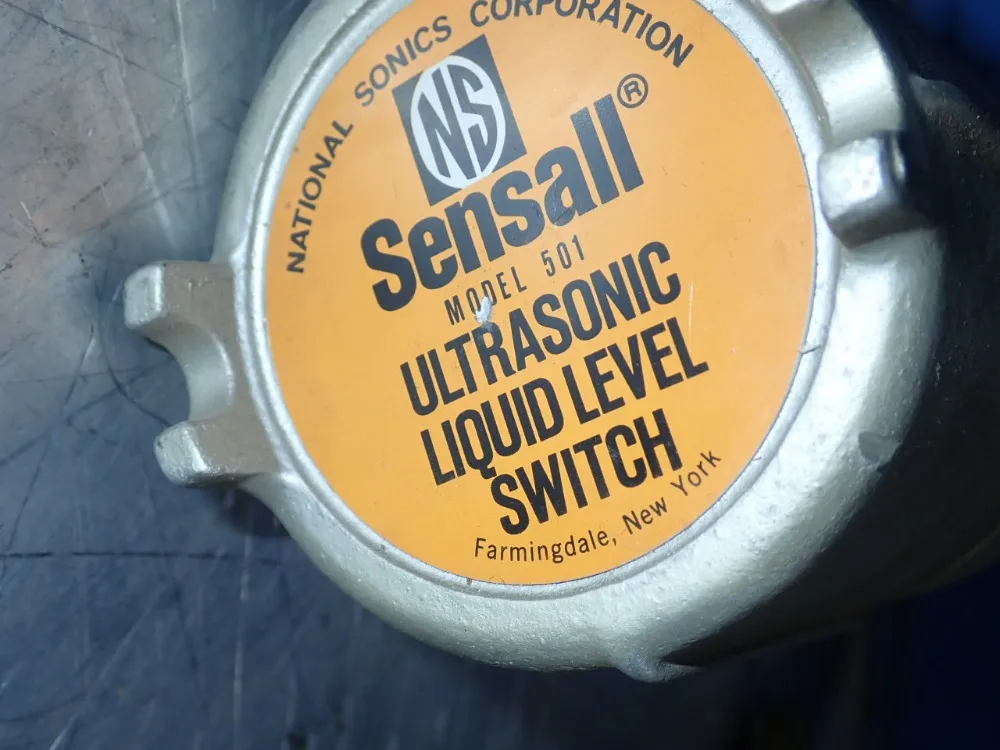 NATIONAL SONICS CORPORATION
NS
Sensall®
MODEL 501
ULTRASONIC
LIQUID LEVEL
SWITCH
Farmingdale, New York